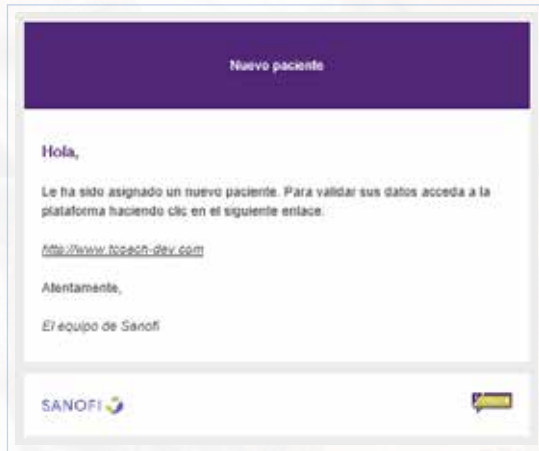 Nuevo paciente
Hola,
Le ha sido asignado un nuevo paciente. Para validar sus datos acceda a la
plataforma haciendo clic en el siguiente enlace:
http://www.tcoach-dev.com
Atentamente,
El equipo de Sanofi
SANOFI